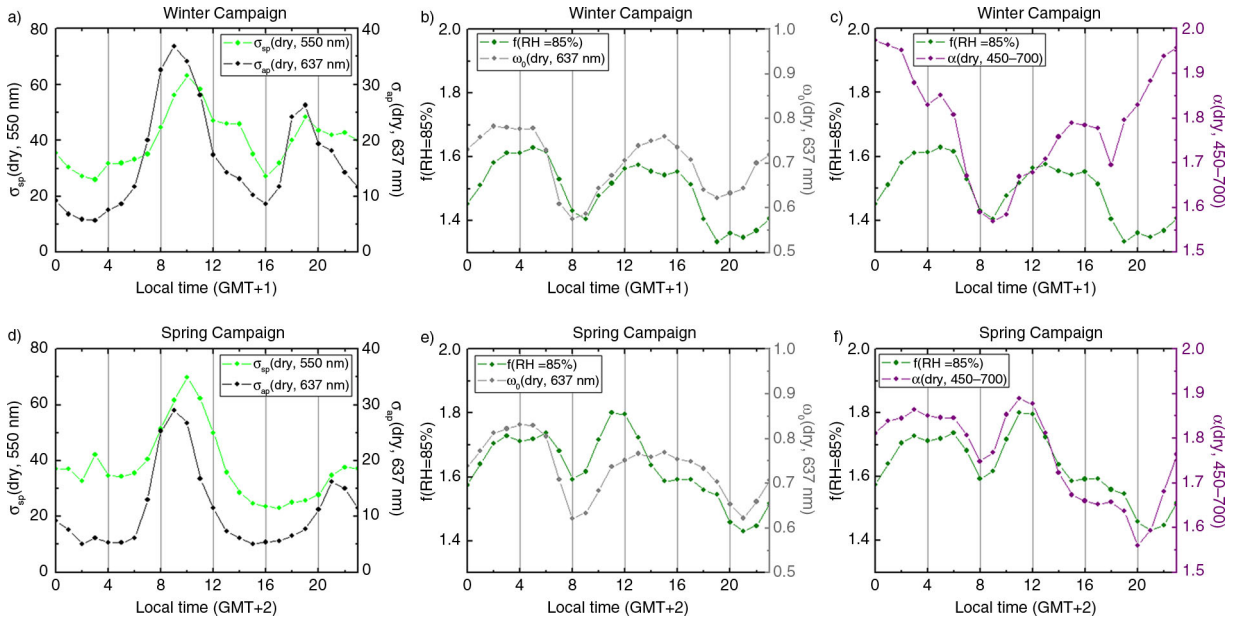 a)
Winter Campaign
σsp(dry, 550 nm)
σap(dry, 637 nm)
80
60
40
20
0
σsp(dry, 550 nm)
40
30
20
10
0
σap(dry, 637 nm)
0 4 8 12 16 20
Local time (GMT+1)
b)
Winter Campaign
f(RH =85%)
ω0(dry, 637 nm)
2.0
1.8
1.6
1.4
f(RH=85%)
1.0
0.9
0.8
0.7
0.6
0.5
ω0(dry, 637 nm)
0 4 8 12 16 20
Local time (GMT+1)
c)
Winter Campaign
f(RH =85%)
α(dry, 450–700)
2.0
1.8
1.6
1.4
f(RH=85%)
2.0
1.9
1.8
1.7
1.6
1.5
α(dry, 450–700)
0 4 8 12 16 20
Local time (GMT+1)
d)
Spring Campaign
σsp(dry, 550 nm)
σap(dry, 637 nm)
80
60
40
20
0
σsp(dry, 550 nm)
40
30
20
10
0
σap(dry, 637 nm)
0 4 8 12 16 20
Local time (GMT+2)
e)
Spring Campaign
f(RH =85%)
ω0(dry, 637 nm)
2.0
1.8
1.6
1.4
f(RH=85%)
1.0
0.9
0.8
0.7
0.6
0.5
ω0(dry, 637 nm)
0 4 8 12 16 20
Local time (GMT+2)
f)
Spring Campaign
f(RH =85%)
α(dry, 450–700)
2.0
1.8
1.6
1.4
f(RH=85%)
2.0
1.9
1.8
1.7
1.6
1.5
α(dry, 450–700)
0 4 8 12 16 20
Local time (GMT+2)